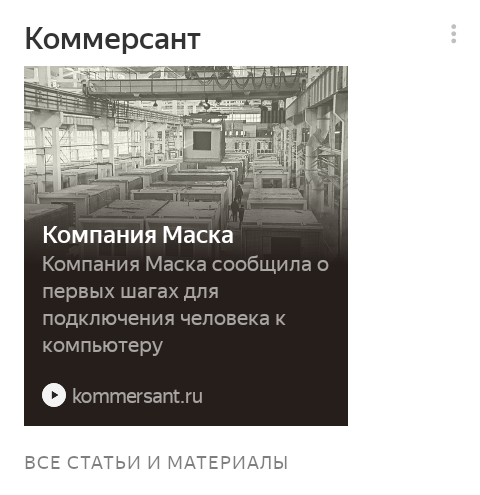 Коммерсант
Компания Маска
Компания Маска сообщила о
первых шагах для
подключения человека к
компьютеру
kommersant.ru
ВСЕ СТАТЬИ И МАТЕРИАЛЫ